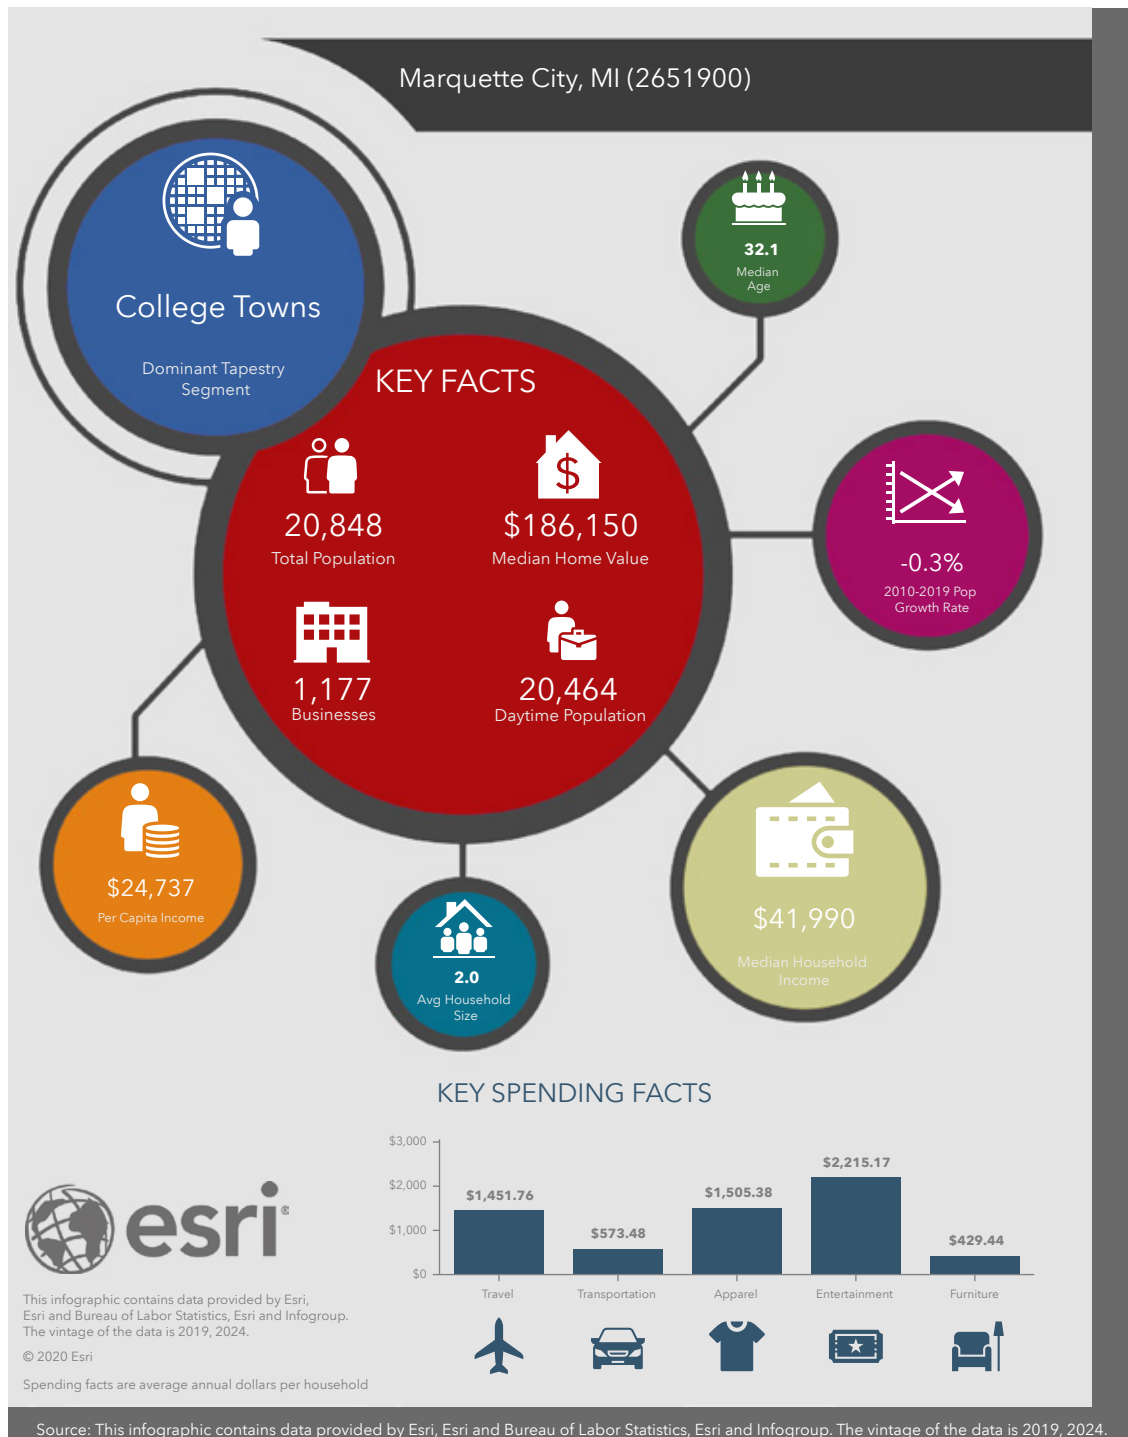 Marquette City, MI (2651900)
College Towns
Dominant Tapestry
Segment
32.1
Median
Age
KEY FACTS
20,848
Total Population
$
$186,150
Median Home Value
1,177
Businesses
20,464
Daytime Population
-0.3%
2010-2019 Pop
Growth Rate
$24,737
Per Capita Income
2.0
Avg Household
Size
$41,990
Median Household
Income
KEY SPENDING FACTS
$3,000
$2,000
$1,000
$0
$1,451.76
$573.48
$1,505.38
$2,215.17
$429.44
Travel
Transportation
Apparel
Entertainment
Furniture
esri®
This infographic contains data provided by Esri,
Esri and Bureau of Labor Statistics, Esri and Infogroup.
The vintage of the data is 2019, 2024.
© 2020 Esri
Spending facts are average annual dollars per household
Source: This infographic contains data provided by Esri, Esri and Bureau of Labor Statistics, Esri and Infogroup. The vintage of the data is 2019, 2024.